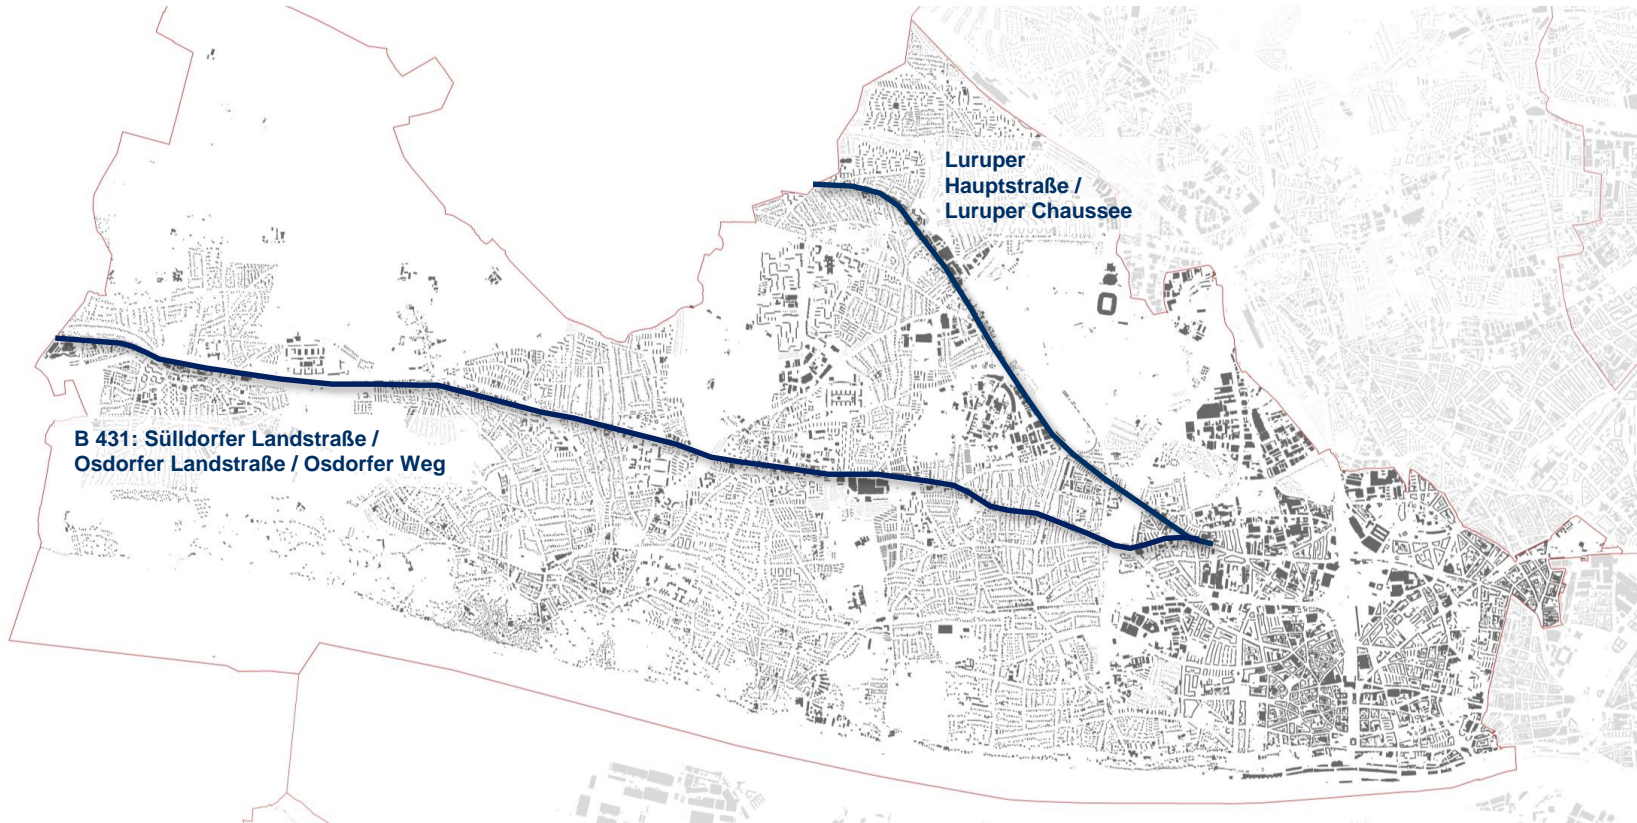 Luruper
Hauptstraße /
Luruper Chaussee
B 431: Sülldorfer Landstraße /
Osdorfer Landstraße / Osdorfer Weg